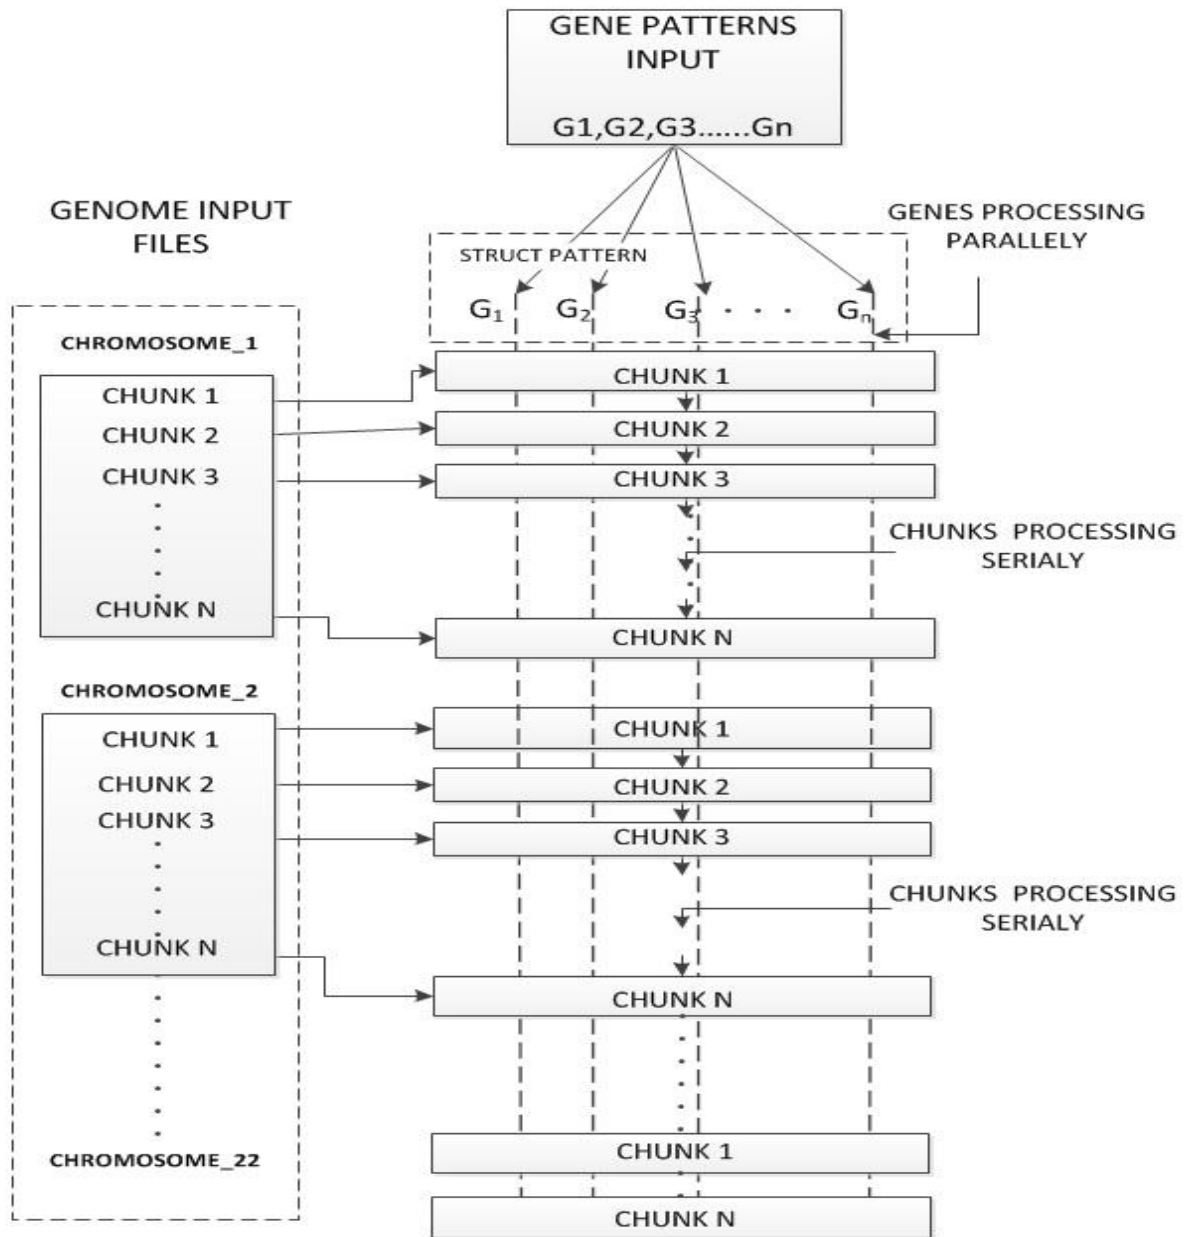 GENE PATTERNS
INPUT
G1,G2,G3......Gn
GENOME INPUT
FILES
GENES PROCESSING
PARALLELY
STRUCT PATTERN
G1 G2 G3 . . . . Gn
CHROMOSOME_1
CHUNK 1
CHUNK 2
CHUNK 3
CHUNK N
CHUNK 1
CHUNK 2
CHUNK 3
CHUNK N
CHUNKS PROCESSING
SERIALY
CHROMOSOME_2
CHUNK 1
CHUNK 2
CHUNK 3
CHUNK N
CHUNK 1
CHUNK 2
CHUNK 3
CHUNK N
CHUNKS PROCESSING
SERIALY
CHROMOSOME_22
CHUNK 1
CHUNK N